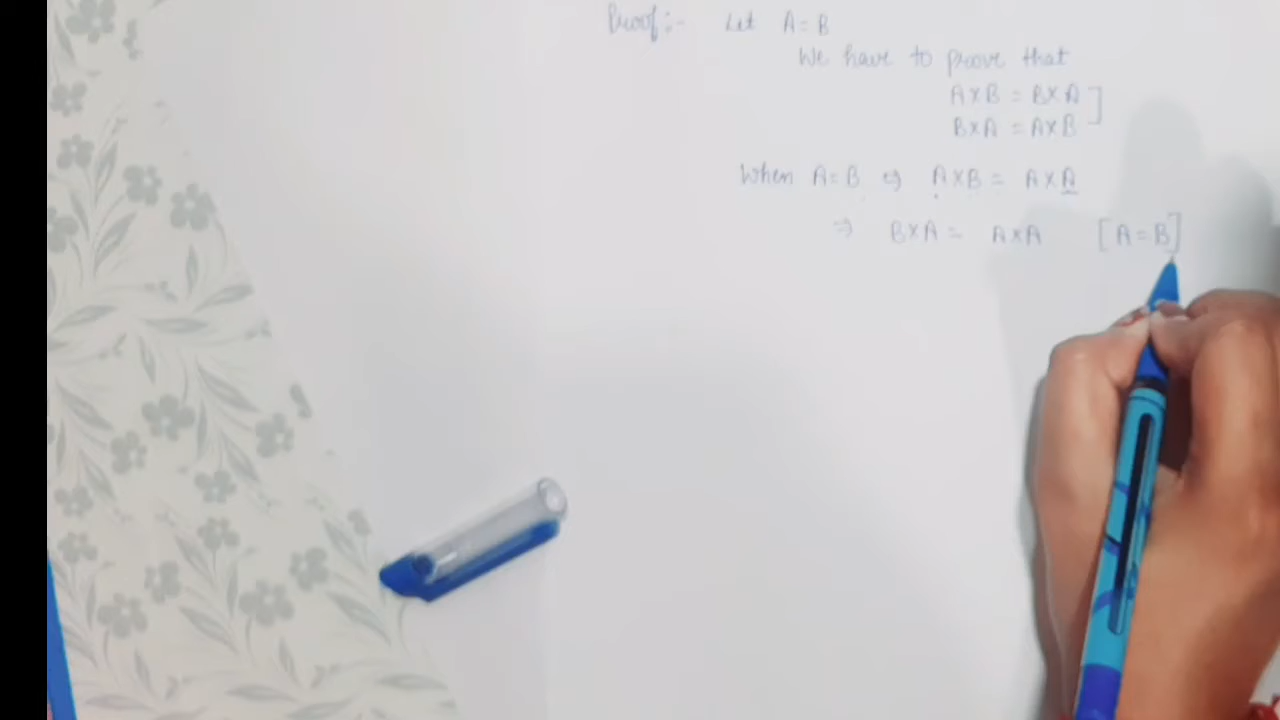 Proof:- Let A=B
We have to prove that
A×B = B×A ]
B×A = A×B
When A=B ⇒ A×B = A×A
⇒ B×A = A×A [A=B]